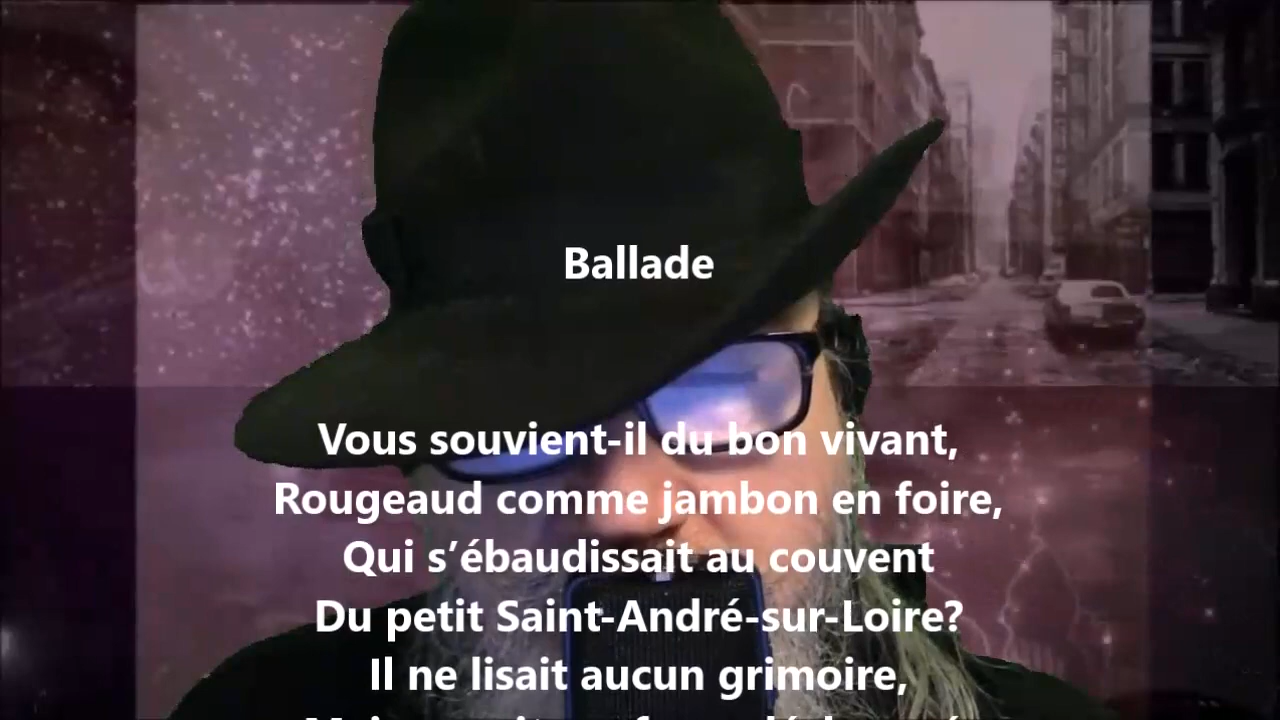 Ballade
Vous souvient-il du bon vivant,
Rougeaud comme jambon en foire,
Qui s’ébaudissait au couvent
Du petit Saint-André-sur-Loire?
Il ne lisait aucun grimoire,